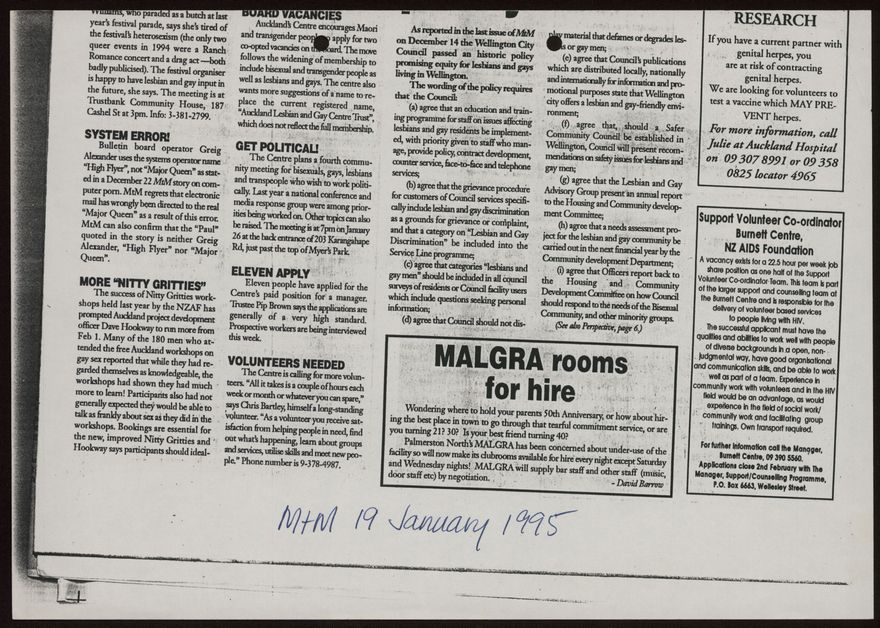 Williams, who paraded as a butch at last
year's festival parade, says she's tired of
the festival's heterosexism (the only two
queer events in 1994 were a Ranch
Romance concert and a drag act —both
badly publicised). The festival organiser
is happy to have lesbian and gay input in
the future, she says. The meeting is at
Trustbank Community House, 187
Cashel St at 3pm. Info: 3-381-2799.
SYSTEM ERROR!
Bulletin board operator Greig
Alexander uses the systems operator name
"High Flyer", not "Major Queen" as stat-
ed in a December 22 MtM story on com-
puter porn. MtM regrets that electronic
mail has wrongly been directed to the real
"Major Queen" as a result of this error.
MtM can also confirm that the "Paul"
quoted in the story is neither Greig
Alexander, "High Flyer" nor "Major
Queen".
MORE "NITTY GRITTIES"
The success of Nitty Gritties work-
shops held last year by the NZAF has
prompted Auckland project development
officer Dave Hookway to run more from
Feb 1. Many of the 180 men who at-
tended the free Auckland workshops on
gay sex reported that while they had re-
garded themselves as knowledgeable, the
workshops had shown they had much
more to learn! Participants also had not
generally expected they would be able to
talk as frankly about sex as they did in the
workshops. Bookings are essential for
the new, improved Nitty Gritties and
Hookway says participants should ideal-
BOARD VACANCIES
Auckland's Centre encourages Maori
and transgender people to apply for two
co-opted vacancies on the board. The move
follows the widening of membership to
include bisexual and transgender people as
well as lesbians and gays. The centre also
wants more suggestions of a name to re-
place the current registered name,
"Auckland Lesbian and Gay Centre Trust",
which does not reflect the full membership.
GET POLITICAL!
The Centre plans a fourth commu-
nity meeting for bisexuals, gays, lesbians
and transpeople who wish to work politi-
cally. Last year a national conference and
media response group were among prior-
ities being worked on. Other topics can also
be raised. The meeting is at 7pm on January
26 at the back entrance of 203 Karangahape
Rd, just past the top of Myer's Park.
ELEVEN APPLY
Eleven people have applied for the
Centre's paid position for a manager.
Trustee Pip Brown says the applications are
generally of a very high standard.
Prospective workers are being interviewed
this week.
VOLUNTEERS NEEDED
The Centre is calling for more volun-
teers. "All it takes is a couple of hours each
week or month or whatever you can spare,"
says Chris Bartley, himself a long-standing
volunteer. "As a volunteer you receive sat-
isfaction from helping people in need, find
out what's happening, learn about groups
and services, utilise skills and meet new peo-
ple." Phone number is 9-378-4987.
As reported in the last issue of MtM
on December 14 the Wellington City
Council passed an historic policy
promising equity for lesbians and gays
living in Wellington.
The wording of the policy requires
that the Council:
(a) agree that an education and train-
ing programme for staff on issues affecting
lesbians and gay residents be implement-
ed, with priority given to staff who man-
age, provide policy, contract development,
counter service, face-to-face and telephone
services;
(b) agree that the grievance procedure
for customers of Council services specifi-
cally include lesbian and gay discrimination
as a grounds for grievance or complaint,
and that a category on "Lesbian and Gay
Discrimination" be included into the
Service Line programme;
(c) agree that categories "lesbians and
gay men" should be included in all council
surveys of residents or Council facility users
which include questions seeking personal
information;
(d) agree that Council should not dis-
play material that defames or degrades les-
or gay men;
(e) agree that Council's publications
which are distributed locally, nationally
and internationally for information and pro-
motional purposes state that Wellington
city offers a lesbian and gay-friendly envi-
ronment;
(f) agree that, should a Safer
Community Council be established in
Wellington, Council will present recom-
mendations on safety issues for lesbians and
gay men;
(g) agree that the Lesbian and Gay
Advisory Group present an annual report
to the Housing and Community develop-
ment Committee;
(h) agree that a needs assessment pro-
ject for the lesbian and gay community be
carried out in the next financial year by the
Community development Department;
(i) agree that Officers report back to
the Housing and Community
Development Committee on how Council
should respond to the needs of the Bisexual
Community, and other minority groups.
(See also Perspective, page 6.)
MALGRA rooms
for hire
Wondering where to hold your parents 50th Anniversary, or how about hir-
ing the best place in town to go through that tearful commitment service, or are
you turning 21? 30? Is your best friend turning 40?
Palmerston North's MALGRA has been concerned about under-use of the
facility so will now make its clubrooms available for hire every night except Saturday
and Wednesday nights! MALGRA will supply bar staff and other staff (music,
door staff etc) by negotiation.
- David Barrow
RESEARCH
If you have a current partner with
genital herpes, you
are at risk of contracting
genital herpes.
We are looking for volunteers to
test a vaccine which MAY PRE-
VENT herpes.
For more information, call
Julie at Auckland Hospital
on 09 307 8991 or 09 358
0825 locator 4965
Support Volunteer Co-ordinator
Burnett Centre,
NZ AIDS Foundation
A vacancy exists for a 22.5 hour per week job
share position as one half of the Support
Volunteer Co-ordinator Team. This team is part
of the larger support and counselling team at
the Burnett Centre and is responsible for the
delivery of volunteer based services
to people living with HIV.
The successful applicant must have the
qualities and abilities to work well with people
of diverse backgrounds in a open, non-
judgmental way, have good organisational
and communication skills, and be able to work
well as part of a team. Experience in
community work with volunteers and in the HIV
field would be an advantage, as would
experience in the field of social work/
community work and facilitating group
trainings. Own transport required.
For further information call the Manager,
Burnett Centre, 09 390 5560.
Applications close 2nd February with The
Manager, Support/Counselling Programme,
P.O. Box 6663, Wellesley Street.
MtM 19 January 1995